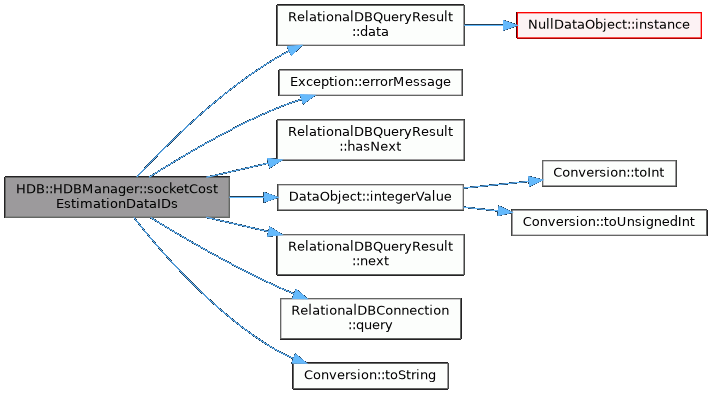 RelationalDBQueryResult
::data
NullDataObject::instance
Exception::errorMessage
RelationalDBQueryResult
::hasNext
HDB::HDBManager::socketCost
EstimationDataIDs
DataObject::integerValue
Conversion::toInt
Conversion::toUnsignedInt
RelationalDBQueryResult
::next
RelationalDBConnection
::query
Conversion::toString